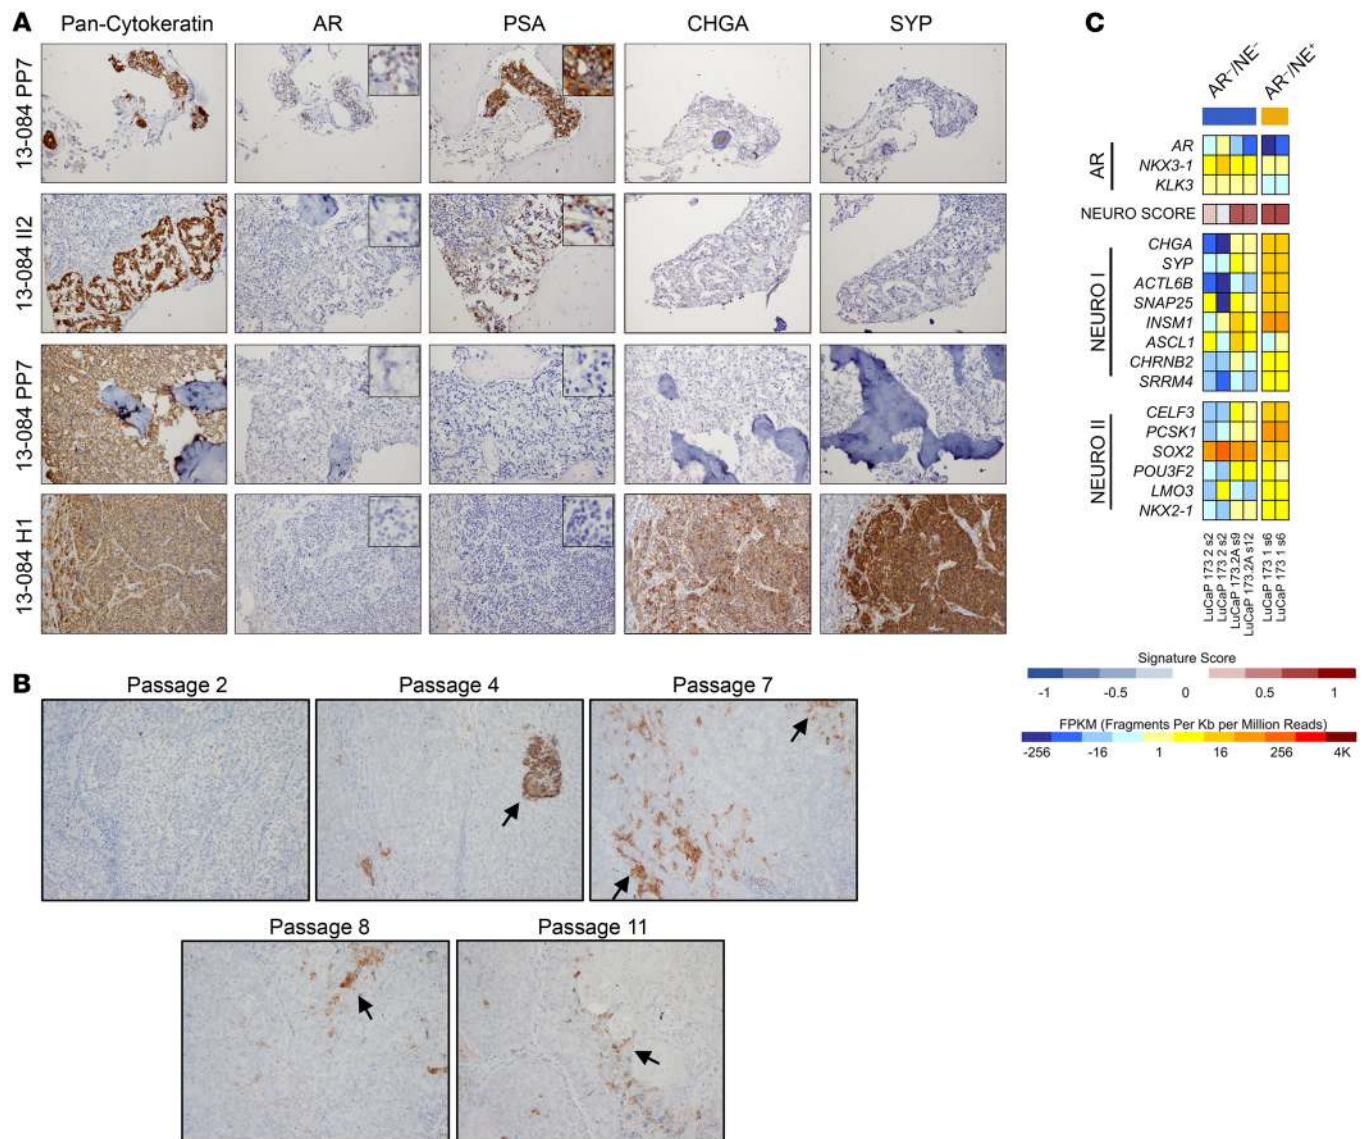 A
Pan-Cytokeratin AR PSA CHGA SYP
13-084 PP7
13-084 II2
13-084 PP7
13-084 H1
B
Passage 2 Passage 4 Passage 7
Passage 8 Passage 11
C
AR⁻/NE⁻ AR⁻/NE⁺
AR
AR
NKX3-1
KLK3
NEURO SCORE
NEURO I
CHGA
SYP
ACTL6B
SNAP25
INSM1
ASCL1
CHRNB2
SRRM4
NEURO II
CELF3
PCSK1
SOX2
POU3F2
LMO3
NKX2-1
LuCaP 173 2 s2
LuCaP 173 2 s2
LuCaP 173.2A s9
LuCaP 173.2A s12
LuCaP 173 1 s6
LuCaP 173 1 s6
Signature Score
-1 -0.5 0 0.5 1
FPKM (Fragments Per Kb per Million Reads)
-256 -16 1 16 256 4K